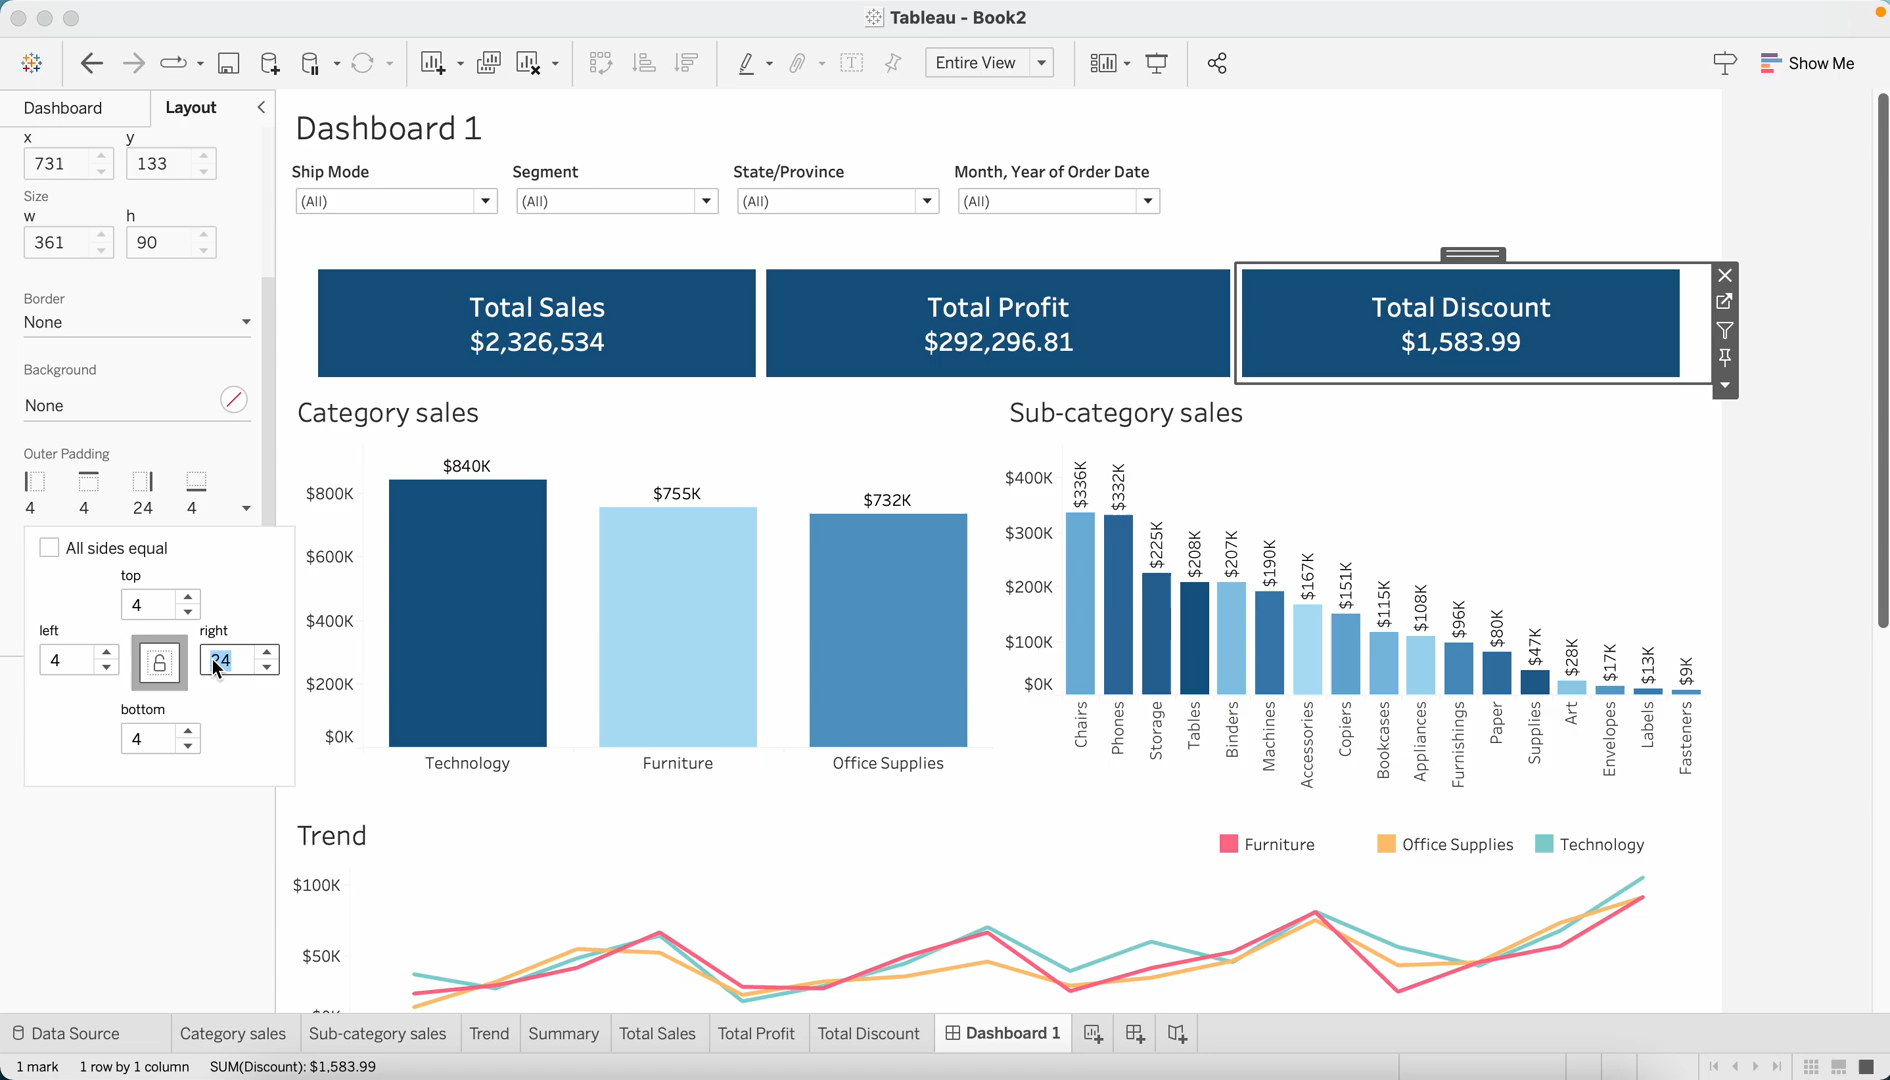 Tableau - Book2
Entire View
Show Me
Dashboard
Layout
x
y
731
133
Size
w
h
361
90
Border
None
Background
None
Outer Padding
4
4
24
4
All sides equal
top
4
left
right
4
24
bottom
4
Dashboard 1
Ship Mode
Segment
State/Province
Month, Year of Order Date
(All)
(All)
(All)
(All)
Total Sales
$2,326,534
Total Profit
$292,296.81
Total Discount
$1,583.99
Category sales
$800K
$600K
$400K
$200K
$0K
$840K
$755K
$732K
Technology
Furniture
Office Supplies
Sub-category sales
$400K
$300K
$200K
$100K
$0K
$336K
$332K
$225K
$208K
$207K
$190K
$167K
$151K
$115K
$108K
$96K
$80K
$47K
$28K
$17K
$13K
$9K
Chairs
Phones
Storage
Tables
Binders
Machines
Accessories
Copiers
Bookcases
Appliances
Furnishings
Paper
Supplies
Art
Envelopes
Labels
Fasteners
Trend
Furniture
Office Supplies
Technology
$100K
$50K
Data Source
Category sales
Sub-category sales
Trend
Summary
Total Sales
Total Profit
Total Discount
Dashboard 1
1 mark
1 row by 1 column
SUM(Discount): $1,583.99